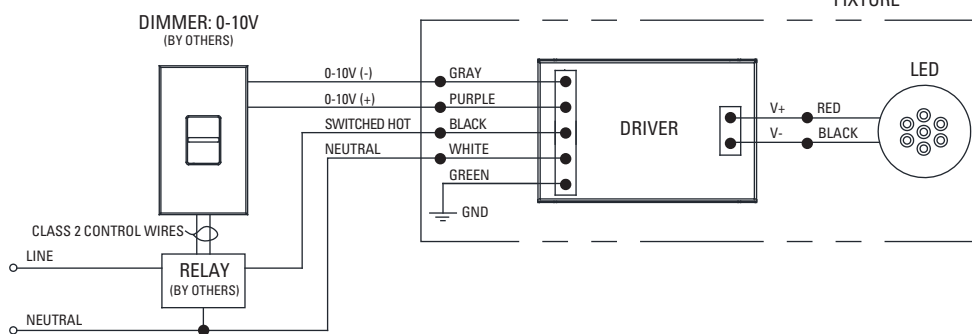 FIXTURE
DIMMER: 0-10V
(BY OTHERS)
LED
0-10V (-)
GRAY
0-10V (+)
PURPLE
SWITCHED HOT
BLACK
NEUTRAL
WHITE
GREEN
GND
DRIVER
V+
RED
V-
BLACK
CLASS 2 CONTROL WIRES
LINE
RELAY
(BY OTHERS)
NEUTRAL